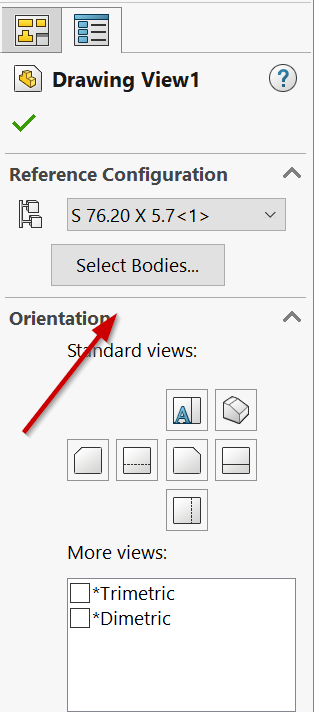 Drawing View1
?
Reference Configuration
S 76.20 X 5.7<1>
Select Bodies...
Orientation
Standard views:
A
More views:
*Trimetric
*Dimetric